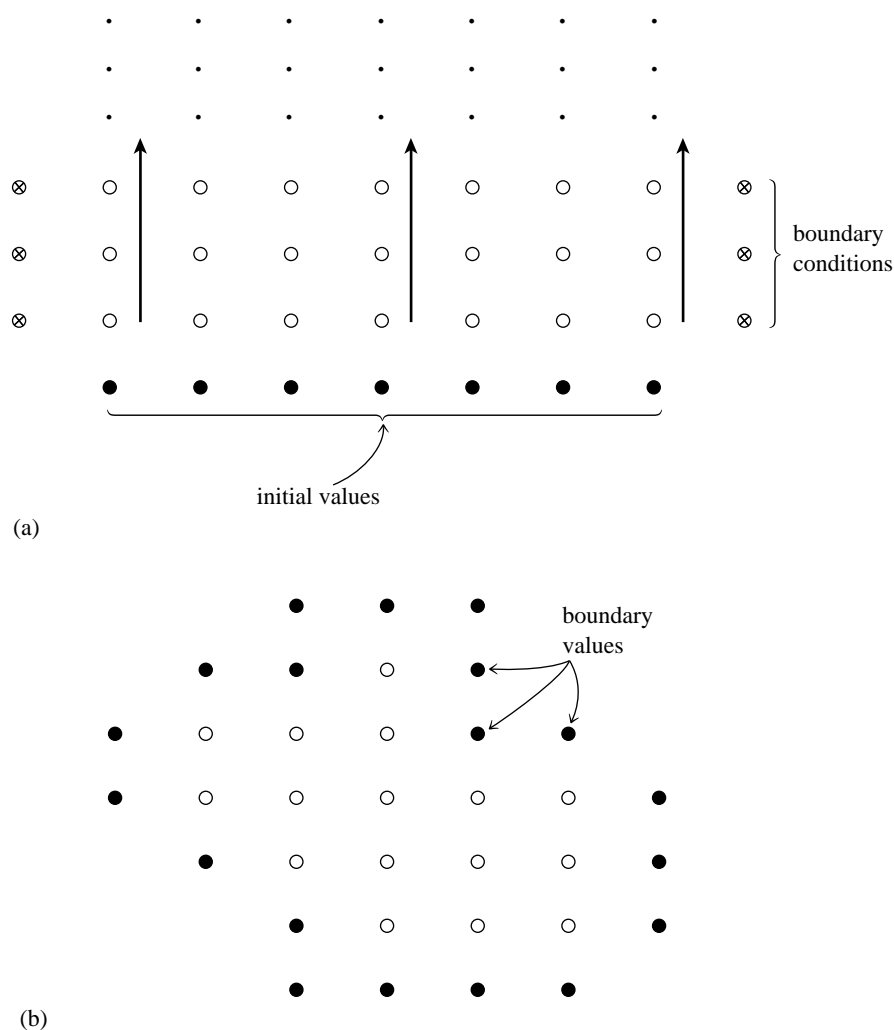 boundary
conditions
initial values
(a)
boundary
values
(b)